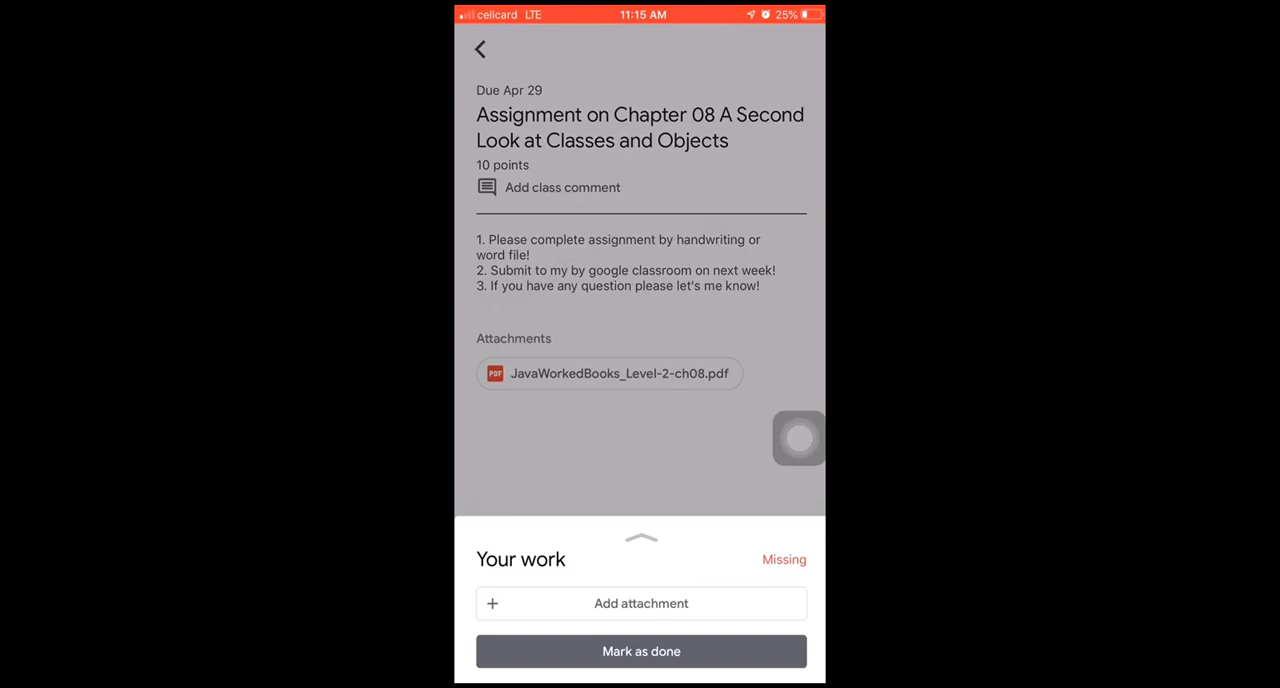 cellcard LTE 11:15 AM 25%
Due Apr 29
Assignment on Chapter 08 A Second
Look at Classes and Objects
10 points
Add class comment
1. Please complete assignment by handwriting or
word file!
2. Submit to my by google classroom on next week!
3. If you have any question please let's me know!
Attachments
PDF JavaWorkedBooks_Level-2-ch08.pdf
Your work Missing
+ Add attachment
Mark as done